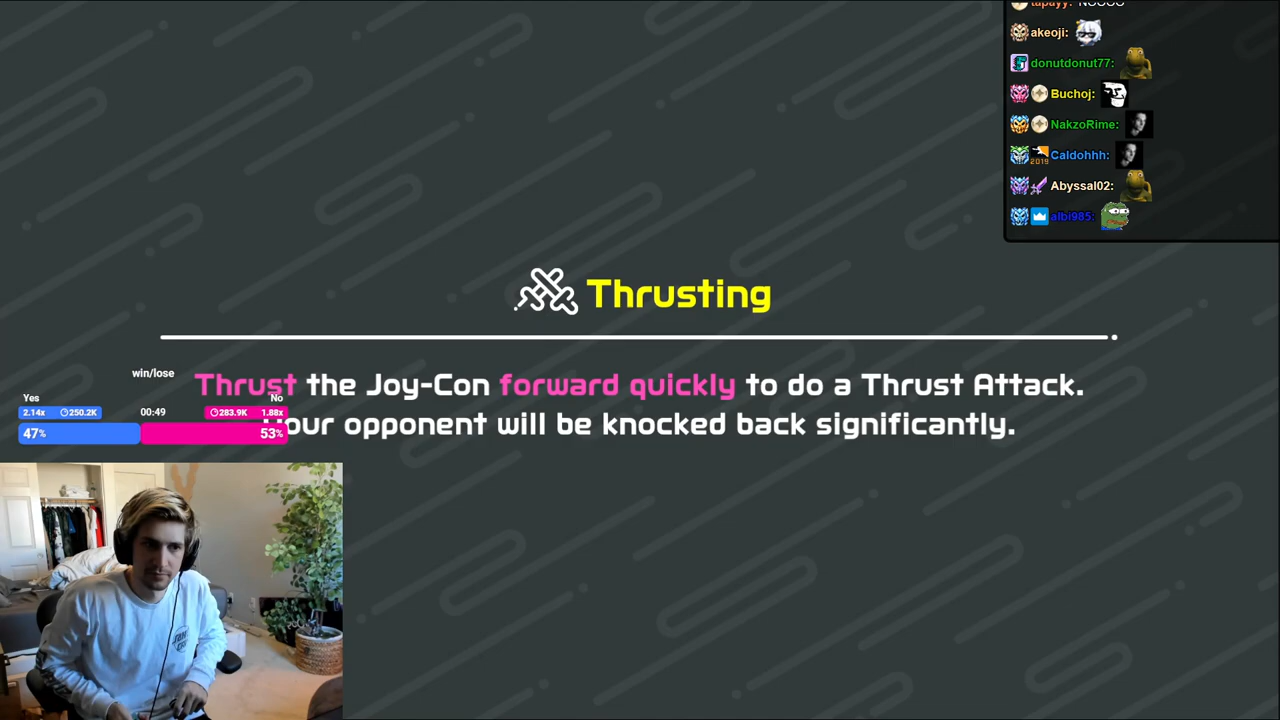 akeoji:
donutdonut77:
Buchoj:
NakzoRime:
2019 Caldohhh:
Abyssal02:
albi985:
Thrusting
Thrust the Joy-Con forward quickly to do a Thrust Attack.
Your opponent will be knocked back significantly.
win/lose
Yes
No
2.14x 250.2K
00:49
283.9K 1.88x
47%
53%